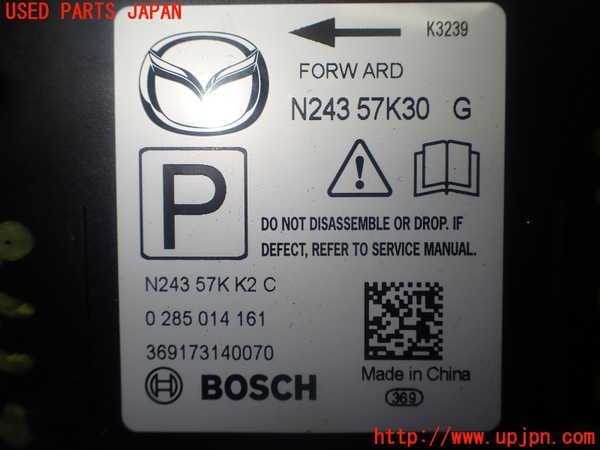 USED PARTS JAPAN
K3239
FORW ARD
N243 57K30 G
P
DO NOT DISASSEMBLE OR DROP. IF
DEFECT, REFER TO SERVICE MANUAL.
N243 57K K2 C
0 285 014 161
369173140070
BOSCH
Made in China
369
http://www.upjpn.com/